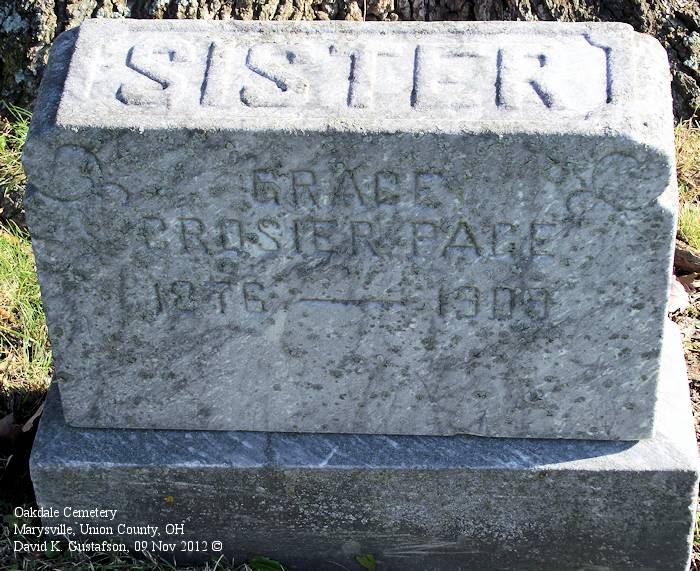 SISTER
GRACE
CROSIER PAGE
1876 — 1909
Oakdale Cemetery
Marysville, Union County, OH
David K. Gustafson, 09 Nov 2012 ©